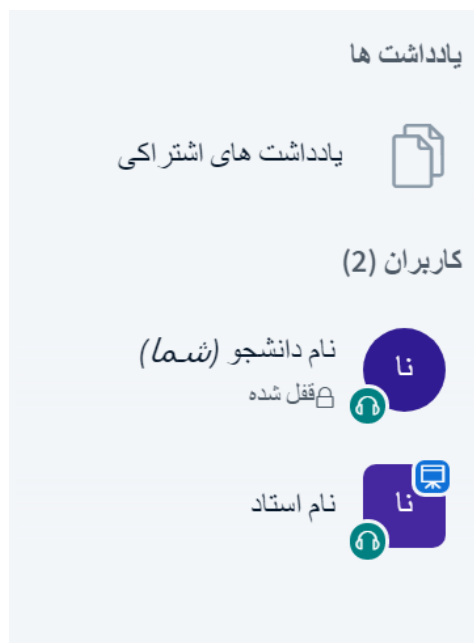 یادداشت ها
یادداشت های اشتراکی
کاربران (2)
نا
نام دانشجو (شما)
قفل شده
نا
نام استاد